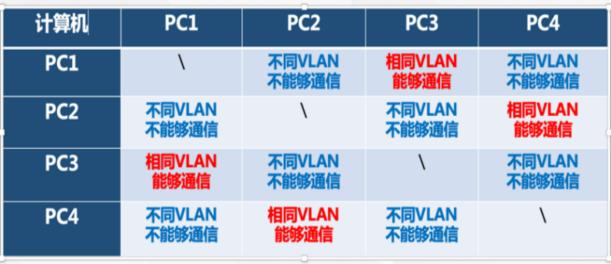 计算机 PC1 PC2 PC3 PC4
PC1 \ 不同VLAN 相同VLAN 不同VLAN
不能够通信 能够通信 不能够通信
PC2 不同VLAN \ 不同VLAN 相同VLAN
不能够通信 不能够通信 能够通信
PC3 相同VLAN 不同VLAN \ 不同VLAN
能够通信 不能够通信 不能够通信
PC4 不同VLAN 相同VLAN 不同VLAN \
不能够通信 能够通信 不能够通信